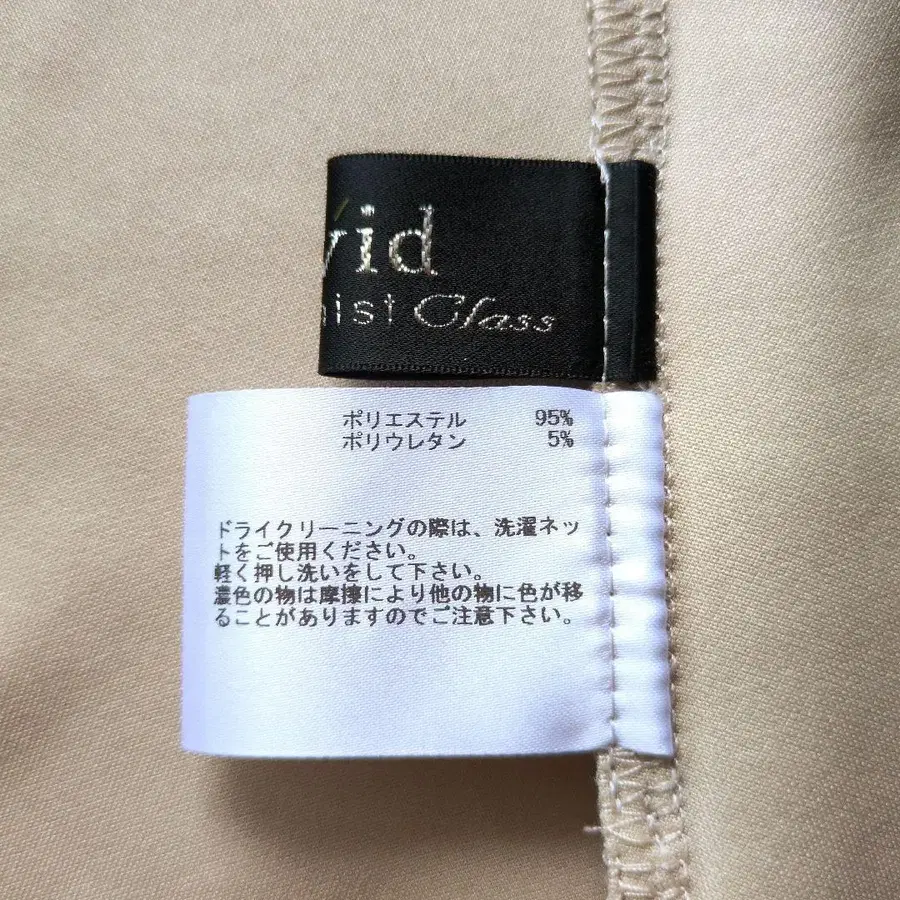 vid
nist Class
ポリエステル 95%
ポリウレタン 5%
ドライクリーニングの際は、洗濯ネッ
トをご使用ください。
軽く押し洗いをして下さい。
濃色の物は摩擦により他の物に色が移
ることがありますのでご注意下さい。